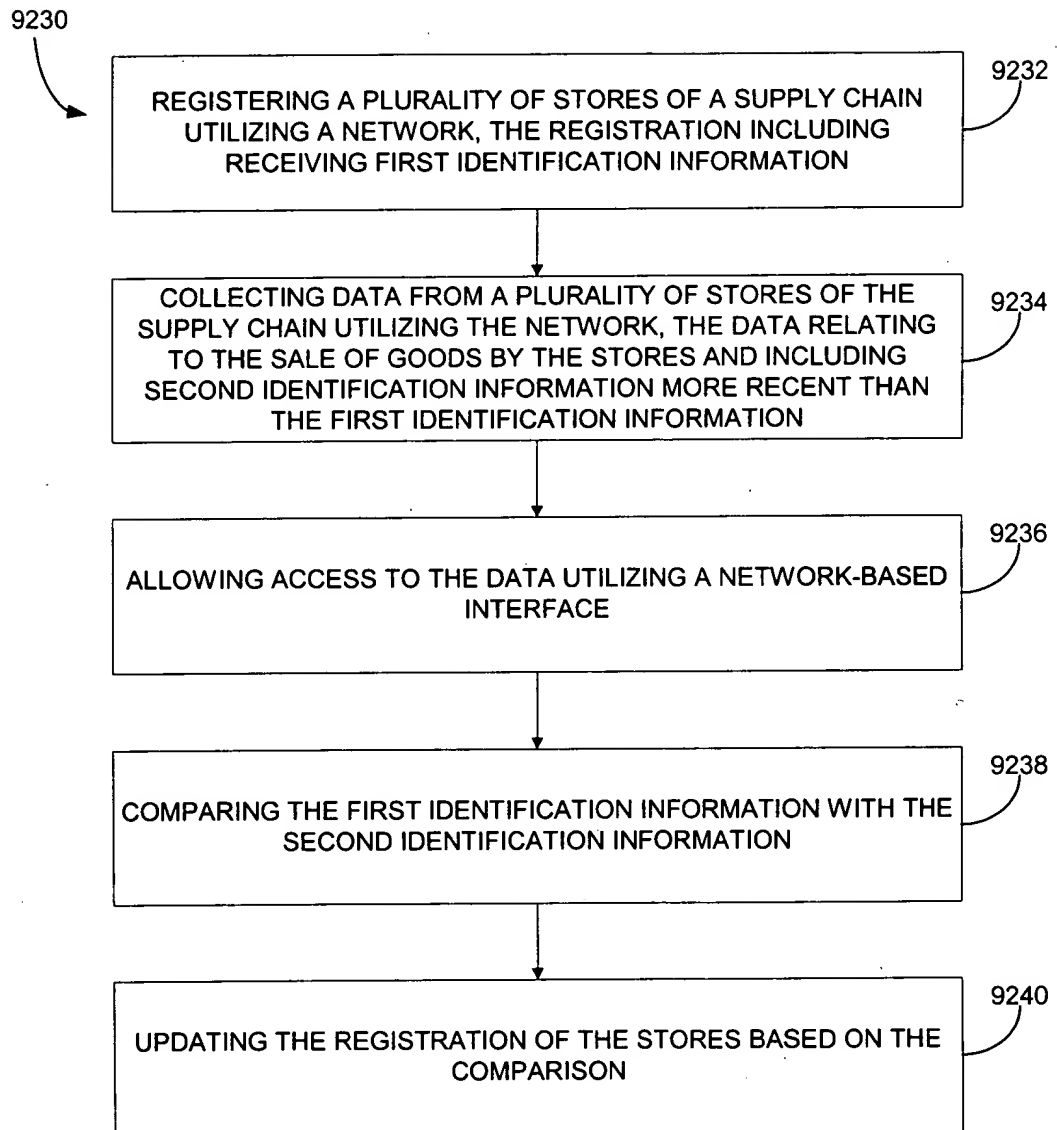 9230
9232
REGISTERING A PLURALITY OF STORES OF A SUPPLY CHAIN
UTILIZING A NETWORK, THE REGISTRATION INCLUDING
RECEIVING FIRST IDENTIFICATION INFORMATION
9234
COLLECTING DATA FROM A PLURALITY OF STORES OF THE
SUPPLY CHAIN UTILIZING THE NETWORK, THE DATA RELATING
TO THE SALE OF GOODS BY THE STORES AND INCLUDING
SECOND IDENTIFICATION INFORMATION MORE RECENT THAN
THE FIRST IDENTIFICATION INFORMATION
9236
ALLOWING ACCESS TO THE DATA UTILIZING A NETWORK-BASED
INTERFACE
9238
COMPARING THE FIRST IDENTIFICATION INFORMATION WITH THE
SECOND IDENTIFICATION INFORMATION
9240
UPDATING THE REGISTRATION OF THE STORES BASED ON THE
COMPARISON